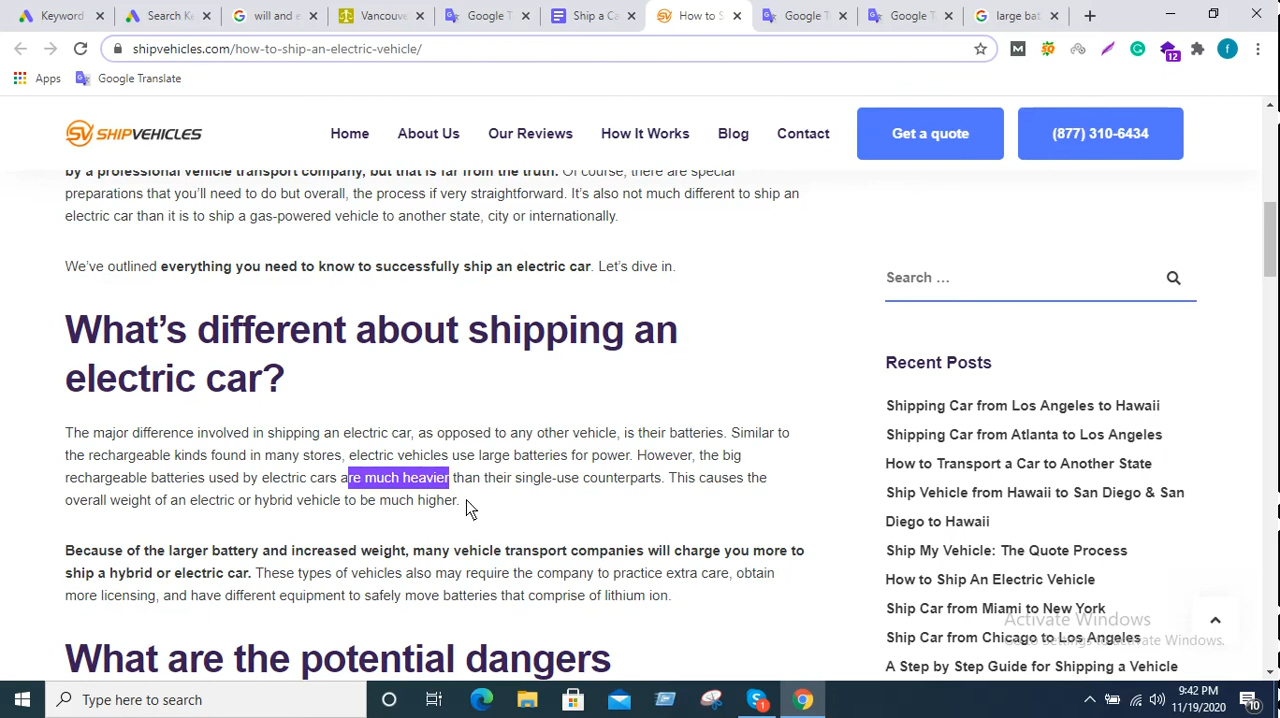 Keyword
Search Ke
will and e
Vancouve
Google T
Ship a Ca
How to S
Google T
Google T
large bat
shipvehicles.com/how-to-ship-an-electric-vehicle/
12
f
Apps
Google Translate
SV SHIPVEHICLES
Home
About Us
Our Reviews
How It Works
Blog
Contact
Get a quote
(877) 310-6434
by a professional vehicle transport company, but that is far from the truth. Of course, there are special
preparations that you'll need to do but overall, the process if very straightforward. It's also not much different to ship an
electric car than it is to ship a gas-powered vehicle to another state, city or internationally.
We've outlined everything you need to know to successfully ship an electric car. Let's dive in.
What's different about shipping an
electric car?
The major difference involved in shipping an electric car, as opposed to any other vehicle, is their batteries. Similar to
the rechargeable kinds found in many stores, electric vehicles use large batteries for power. However, the big
rechargeable batteries used by electric cars are much heavier than their single-use counterparts. This causes the
overall weight of an electric or hybrid vehicle to be much higher.
Because of the larger battery and increased weight, many vehicle transport companies will charge you more to
ship a hybrid or electric car. These types of vehicles also may require the company to practice extra care, obtain
more licensing, and have different equipment to safely move batteries that comprise of lithium ion.
What are the potential dangers
Search …
Recent Posts
Shipping Car from Los Angeles to Hawaii
Shipping Car from Atlanta to Los Angeles
How to Transport a Car to Another State
Ship Vehicle from Hawaii to San Diego & San
Diego to Hawaii
Ship My Vehicle: The Quote Process
How to Ship An Electric Vehicle
Ship Car from Miami to New York
Ship Car from Chicago to Los Angeles
A Step by Step Guide for Shipping a Vehicle
Activate Windows
Go to Settings to activate Windows.
Type here to search
1
9:42 PM
11/19/2020
10